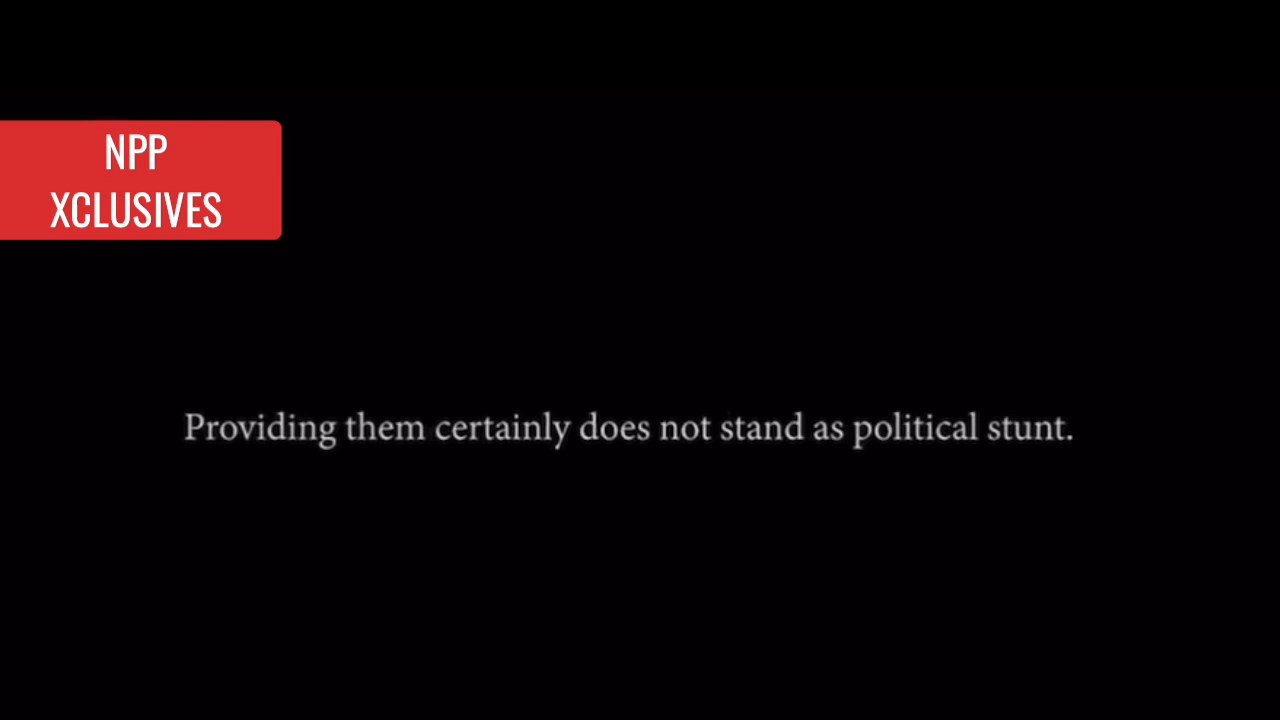 NPP
XCLUSIVES
Providing them certainly does not stand as political stunt.